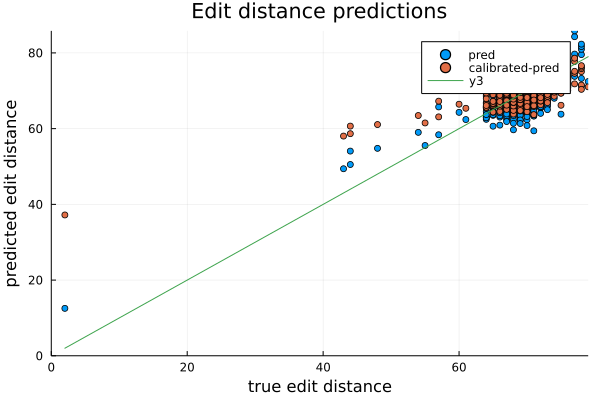 Edit distance predictions
pred
calibrated-pred
y3
predicted edit distance
80
60
40
20
0
0 20 40 60
true edit distance